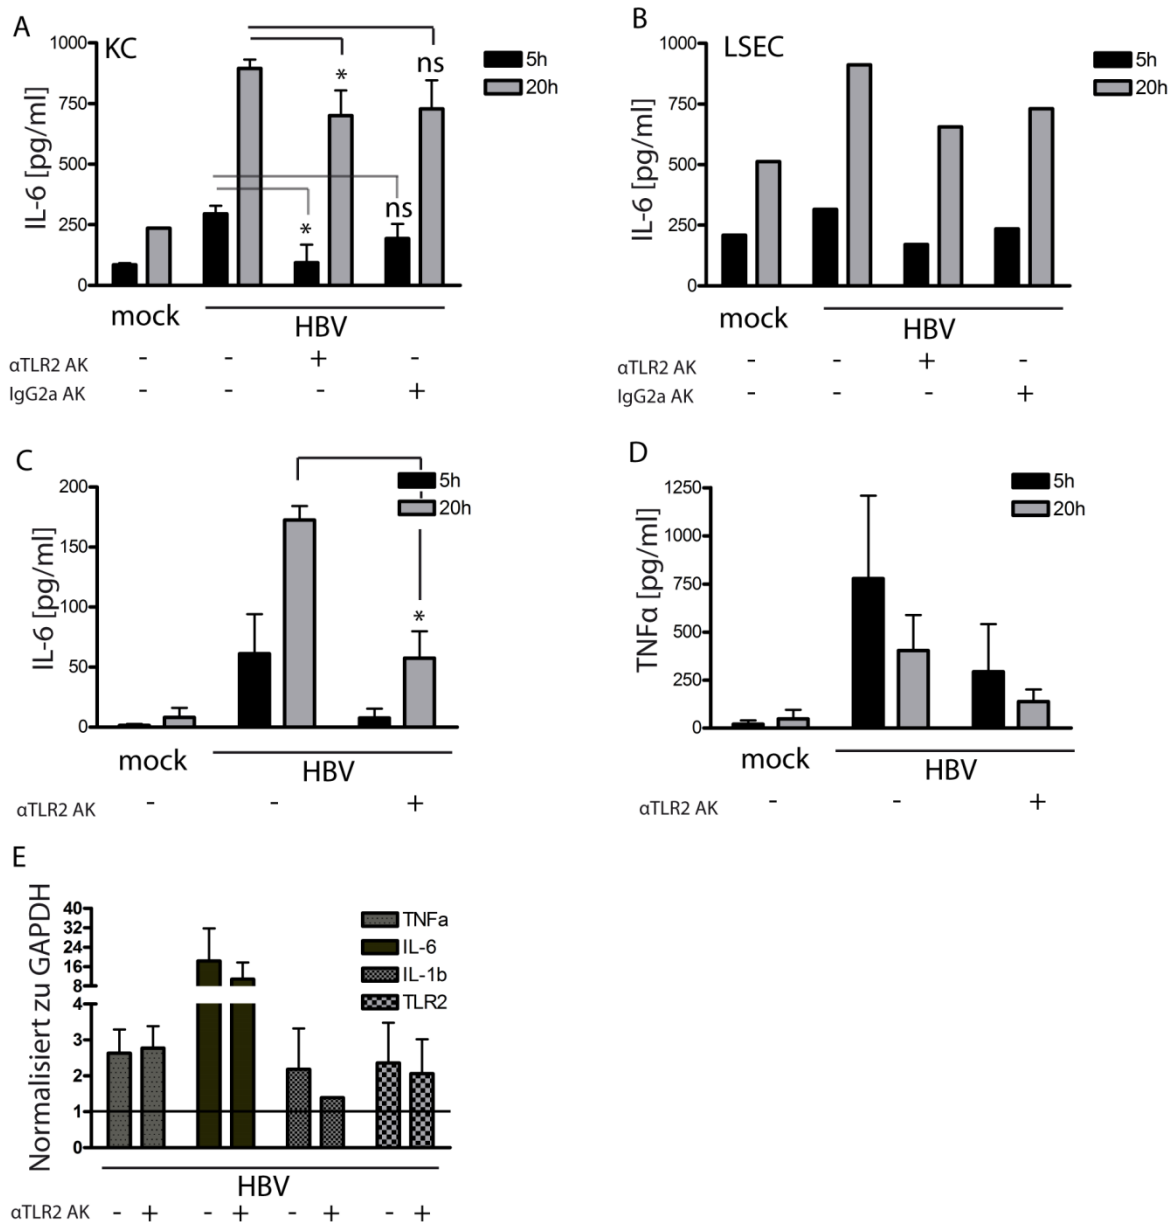 A
KC
IL-6 [pg/ml]
1000
750
500
250
0
5h
20h
*
ns
*
ns
mock
HBV
αTLR2 AK - - + -
IgG2a AK - - - +
B
LSEC
IL-6 [pg/ml]
1000
750
500
250
0
5h
20h
mock
HBV
αTLR2 AK - - + -
IgG2a AK - - - +
C
IL-6 [pg/ml]
200
150
100
50
0
5h
20h
*
mock
HBV
αTLR2 AK - - +
D
TNFα [pg/ml]
1250
1000
750
500
250
0
5h
20h
mock
HBV
αTLR2 AK - - +
E
Normalisiert zu GAPDH
40
32
24
16
8
4
3
2
1
0
TNFa
IL-6
IL-1b
TLR2
HBV
αTLR2 AK - + - + - + - +